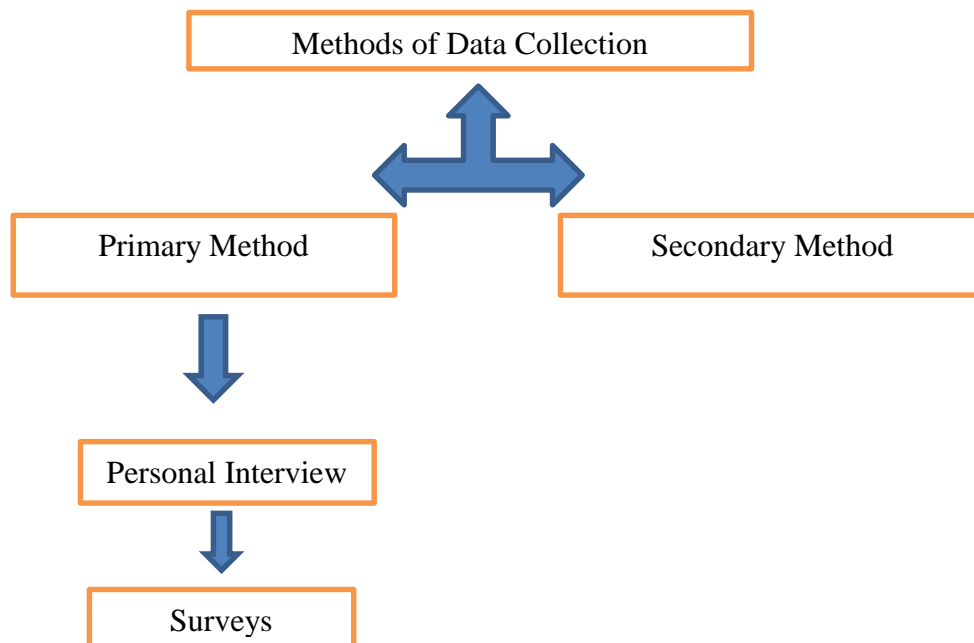 Methods of Data Collection
Primary Method
Secondary Method
Personal Interview
Surveys